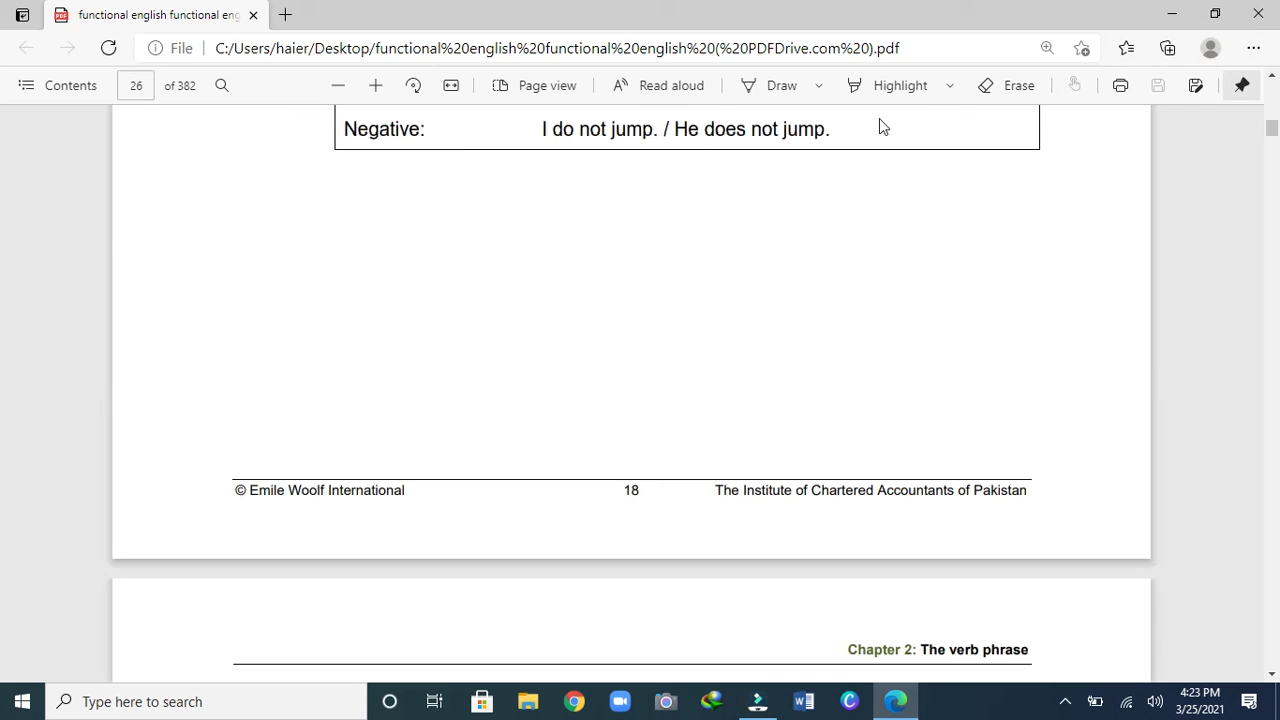 functional english functional eng
File
C:/Users/haier/Desktop/functional%20english%20functional%20english%20(%20PDFDrive.com%20).pdf
Contents
26
of 382
Page view
A Read aloud
Draw
Highlight
Erase
Negative: I do not jump. / He does not jump.
© Emile Woolf International 18 The Institute of Chartered Accountants of Pakistan
Chapter 2: The verb phrase
Type here to search
4:23 PM
3/25/2021